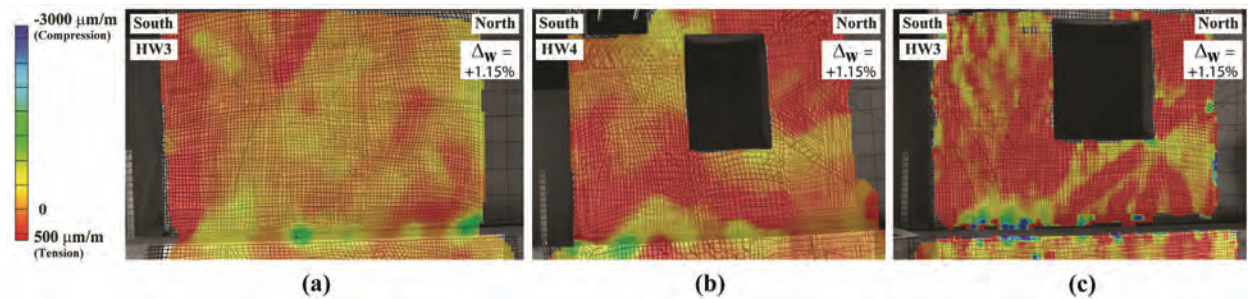 -3000 μm/m
(Compression)
0
500 μm/m
(Tension)
South
North
HW3
Δw =
+1.15%
(a)
South
North
HW4
Δw =
+1.15%
(b)
South
North
HW3
Δw =
+1.15%
(c)